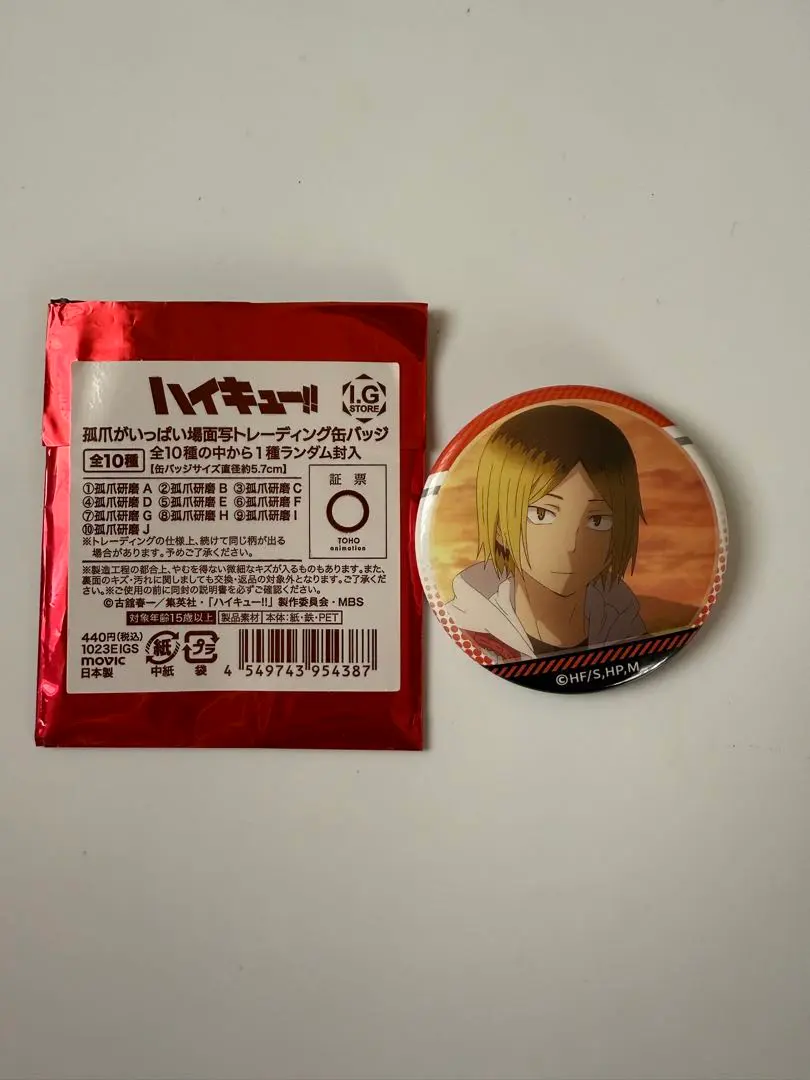 ハイキュー!!
I.G
STORE
孤爪がいっぱい場面写トレーディング缶バッジ
全10種 全10種の中から1種ランダム封入
【缶バッジサイズ直径約5.7cm】
①孤爪研磨 A ②孤爪研磨 B ③孤爪研磨 C
④孤爪研磨 D ⑤孤爪研磨 E ⑥孤爪研磨 F
⑦孤爪研磨 G ⑧孤爪研磨 H ⑨孤爪研磨 I
⑩孤爪研磨 J
※トレーディングの仕様上、続けて同じ柄が出る
場合があります。予めご了承ください。
証 票
TOHO
animation
※製造工程の都合上、やむを得ない微細なキズが入るものもあります。また、
裏面のキズ・汚れに関しましても交換・返品の対象外となります。ご了承くだ
さい。※ご使用の前に同封の説明書を必ずご確認ください。
©古舘春一／集英社・「ハイキュー!!」製作委員会・MBS
対象年齢15歳以上 製品素材 本体:紙・鉄・PET
440円(税込)
1023EIGS
movic
日本製
紙
中紙
プラ
袋
4 549743 954387
©HF/S,HP,M